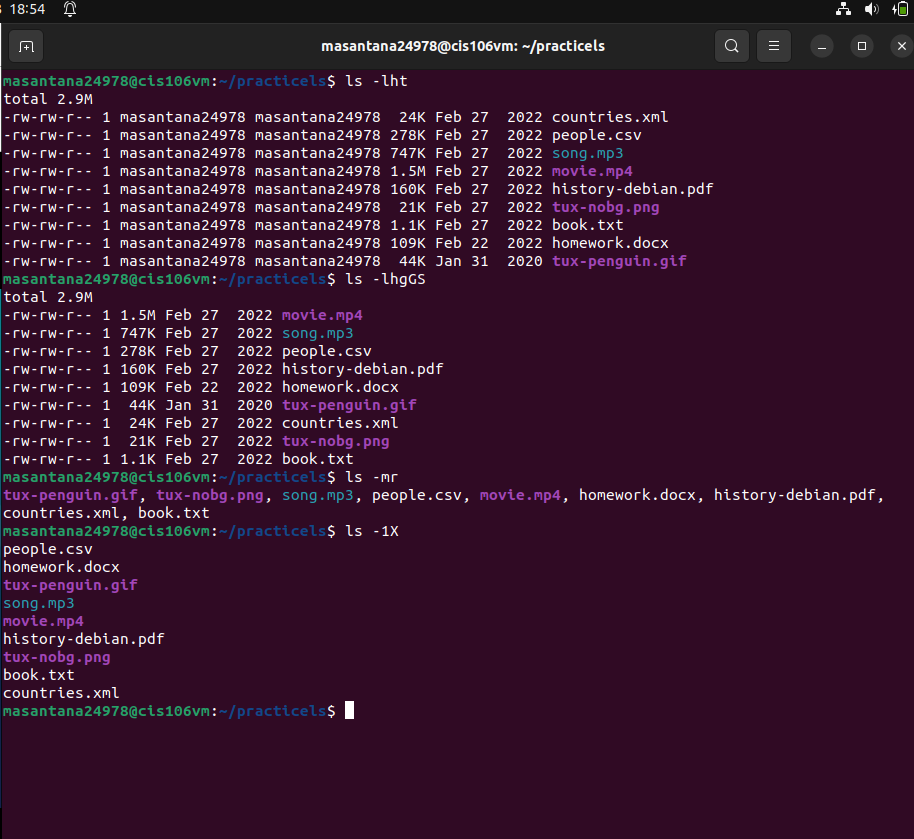 18:54
masantana24978@cis106vm: ~/practicels
masantana24978@cis106vm:~/practicels$ ls -lht
total 2.9M
-rw-rw-r-- 1 masantana24978 masantana24978  24K Feb 27  2022 countries.xml
-rw-rw-r-- 1 masantana24978 masantana24978 278K Feb 27  2022 people.csv
-rw-rw-r-- 1 masantana24978 masantana24978 747K Feb 27  2022 song.mp3
-rw-rw-r-- 1 masantana24978 masantana24978 1.5M Feb 27  2022 movie.mp4
-rw-rw-r-- 1 masantana24978 masantana24978 160K Feb 27  2022 history-debian.pdf
-rw-rw-r-- 1 masantana24978 masantana24978  21K Feb 27  2022 tux-nobg.png
-rw-rw-r-- 1 masantana24978 masantana24978 1.1K Feb 27  2022 book.txt
-rw-rw-r-- 1 masantana24978 masantana24978 109K Feb 22  2022 homework.docx
-rw-rw-r-- 1 masantana24978 masantana24978  44K Jan 31  2020 tux-penguin.gif
masantana24978@cis106vm:~/practicels$ ls -lhgGS
total 2.9M
-rw-rw-r-- 1 1.5M Feb 27  2022 movie.mp4
-rw-rw-r-- 1 747K Feb 27  2022 song.mp3
-rw-rw-r-- 1 278K Feb 27  2022 people.csv
-rw-rw-r-- 1 160K Feb 27  2022 history-debian.pdf
-rw-rw-r-- 1 109K Feb 22  2022 homework.docx
-rw-rw-r-- 1  44K Jan 31  2020 tux-penguin.gif
-rw-rw-r-- 1  24K Feb 27  2022 countries.xml
-rw-rw-r-- 1  21K Feb 27  2022 tux-nobg.png
-rw-rw-r-- 1 1.1K Feb 27  2022 book.txt
masantana24978@cis106vm:~/practicels$ ls -mr
tux-penguin.gif, tux-nobg.png, song.mp3, people.csv, movie.mp4, homework.docx, history-debian.pdf,
countries.xml, book.txt
masantana24978@cis106vm:~/practicels$ ls -1X
people.csv
homework.docx
tux-penguin.gif
song.mp3
movie.mp4
history-debian.pdf
tux-nobg.png
book.txt
countries.xml
masantana24978@cis106vm:~/practicels$